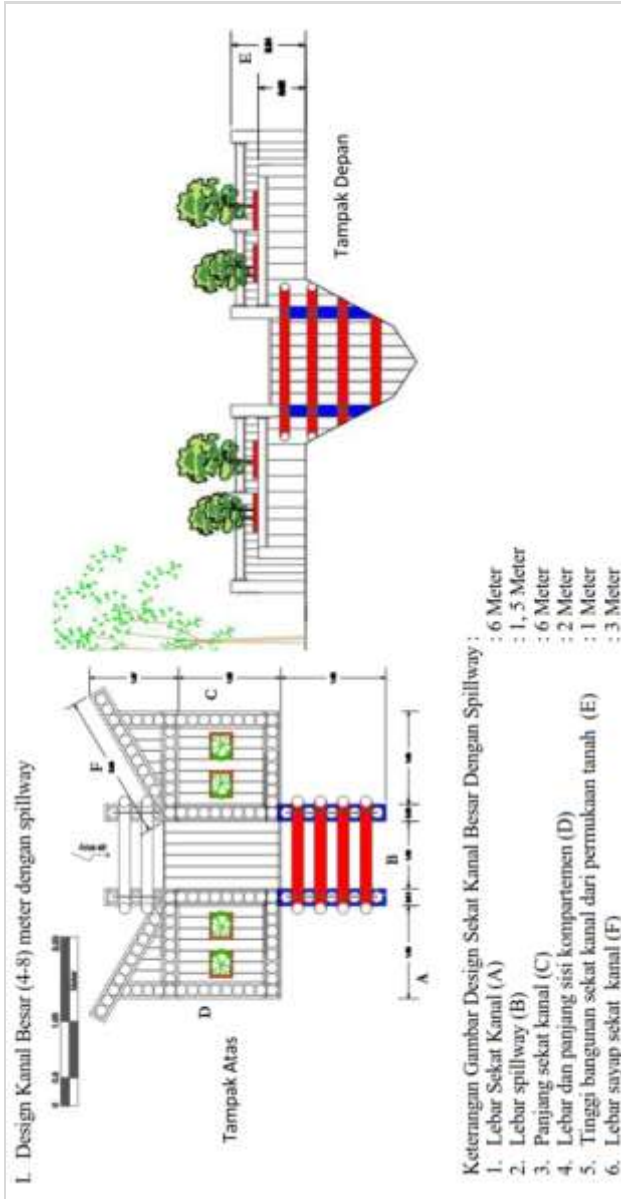 I. Design Kanal Besar (4-8) meter dengan spillway
F
C
D
B
A
E
Tampak Atas
Tampak Depan
Keterangan Gambar Design Sekat Kanal Besar Dengan Spillway :
1. Lebar Sekat Kanal (A) : 6 Meter
2. Lebar spillway (B) : 1, 5 Meter
3. Panjang sekat kanal (C) : 6 Meter
4. Lebar dan panjang sisi kompartemen (D) : 2 Meter
5. Tinggi bangunan sekat kanal dari permukaan tanah (E) : 1 Meter
6. Lebar sayap sekat kanal (F) : 3 Meter